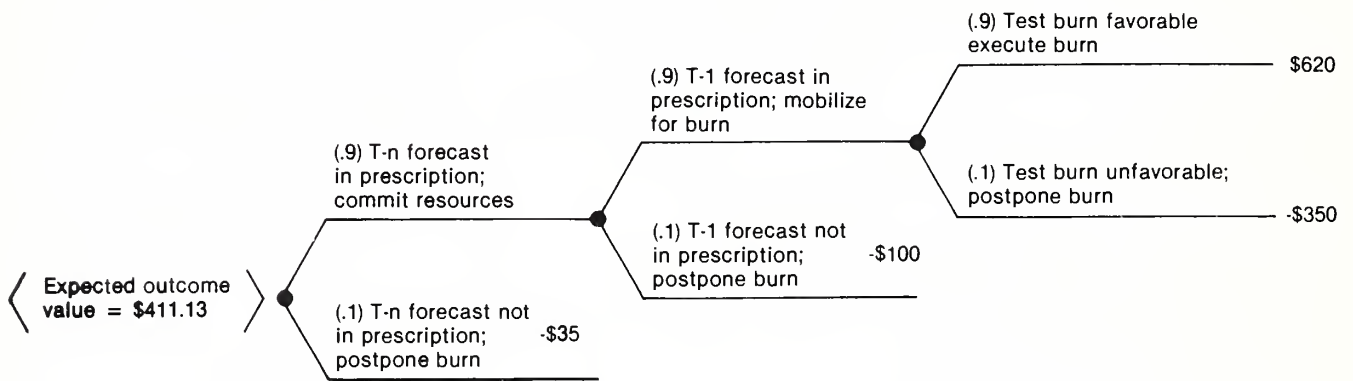 (.9) Test burn favorable
execute burn
$620
(.9) T-1 forecast in
prescription; mobilize
for burn
(.9) T-n forecast
in prescription;
commit resources
(.1) Test burn unfavorable;
postpone burn
-$350
(.1) T-1 forecast not
in prescription;
postpone burn
-$100
Expected outcome
value = $411.13
(.1) T-n forecast not
in prescription;
postpone burn
-$35